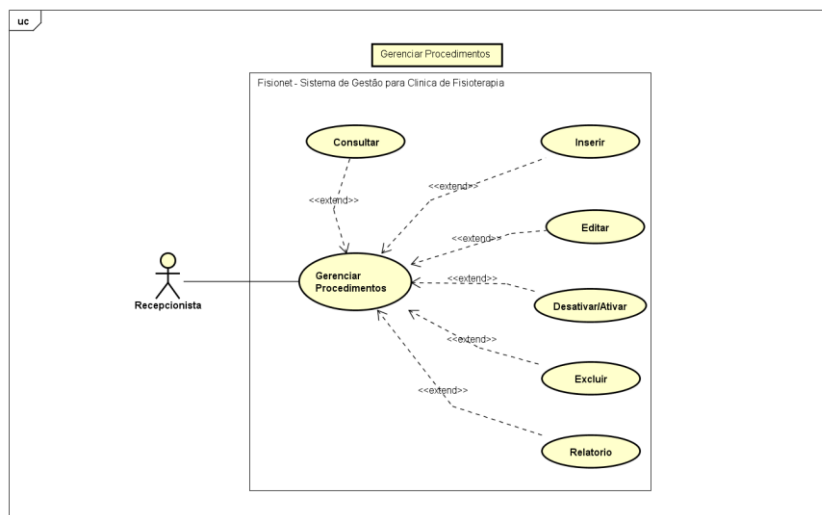 uc
Gerenciar Procedimentos
Fisionet - Sistema de Gestão para Clinica de Fisioterapia
Consultar
Inserir
<<extend>>
<<extend>>
Editar
<<extend>>
Gerenciar
Procedimentos
<<extend>>
Desativar/Ativar
Recepcionista
<<extend>>
Excluir
<<extend>>
Relatorio